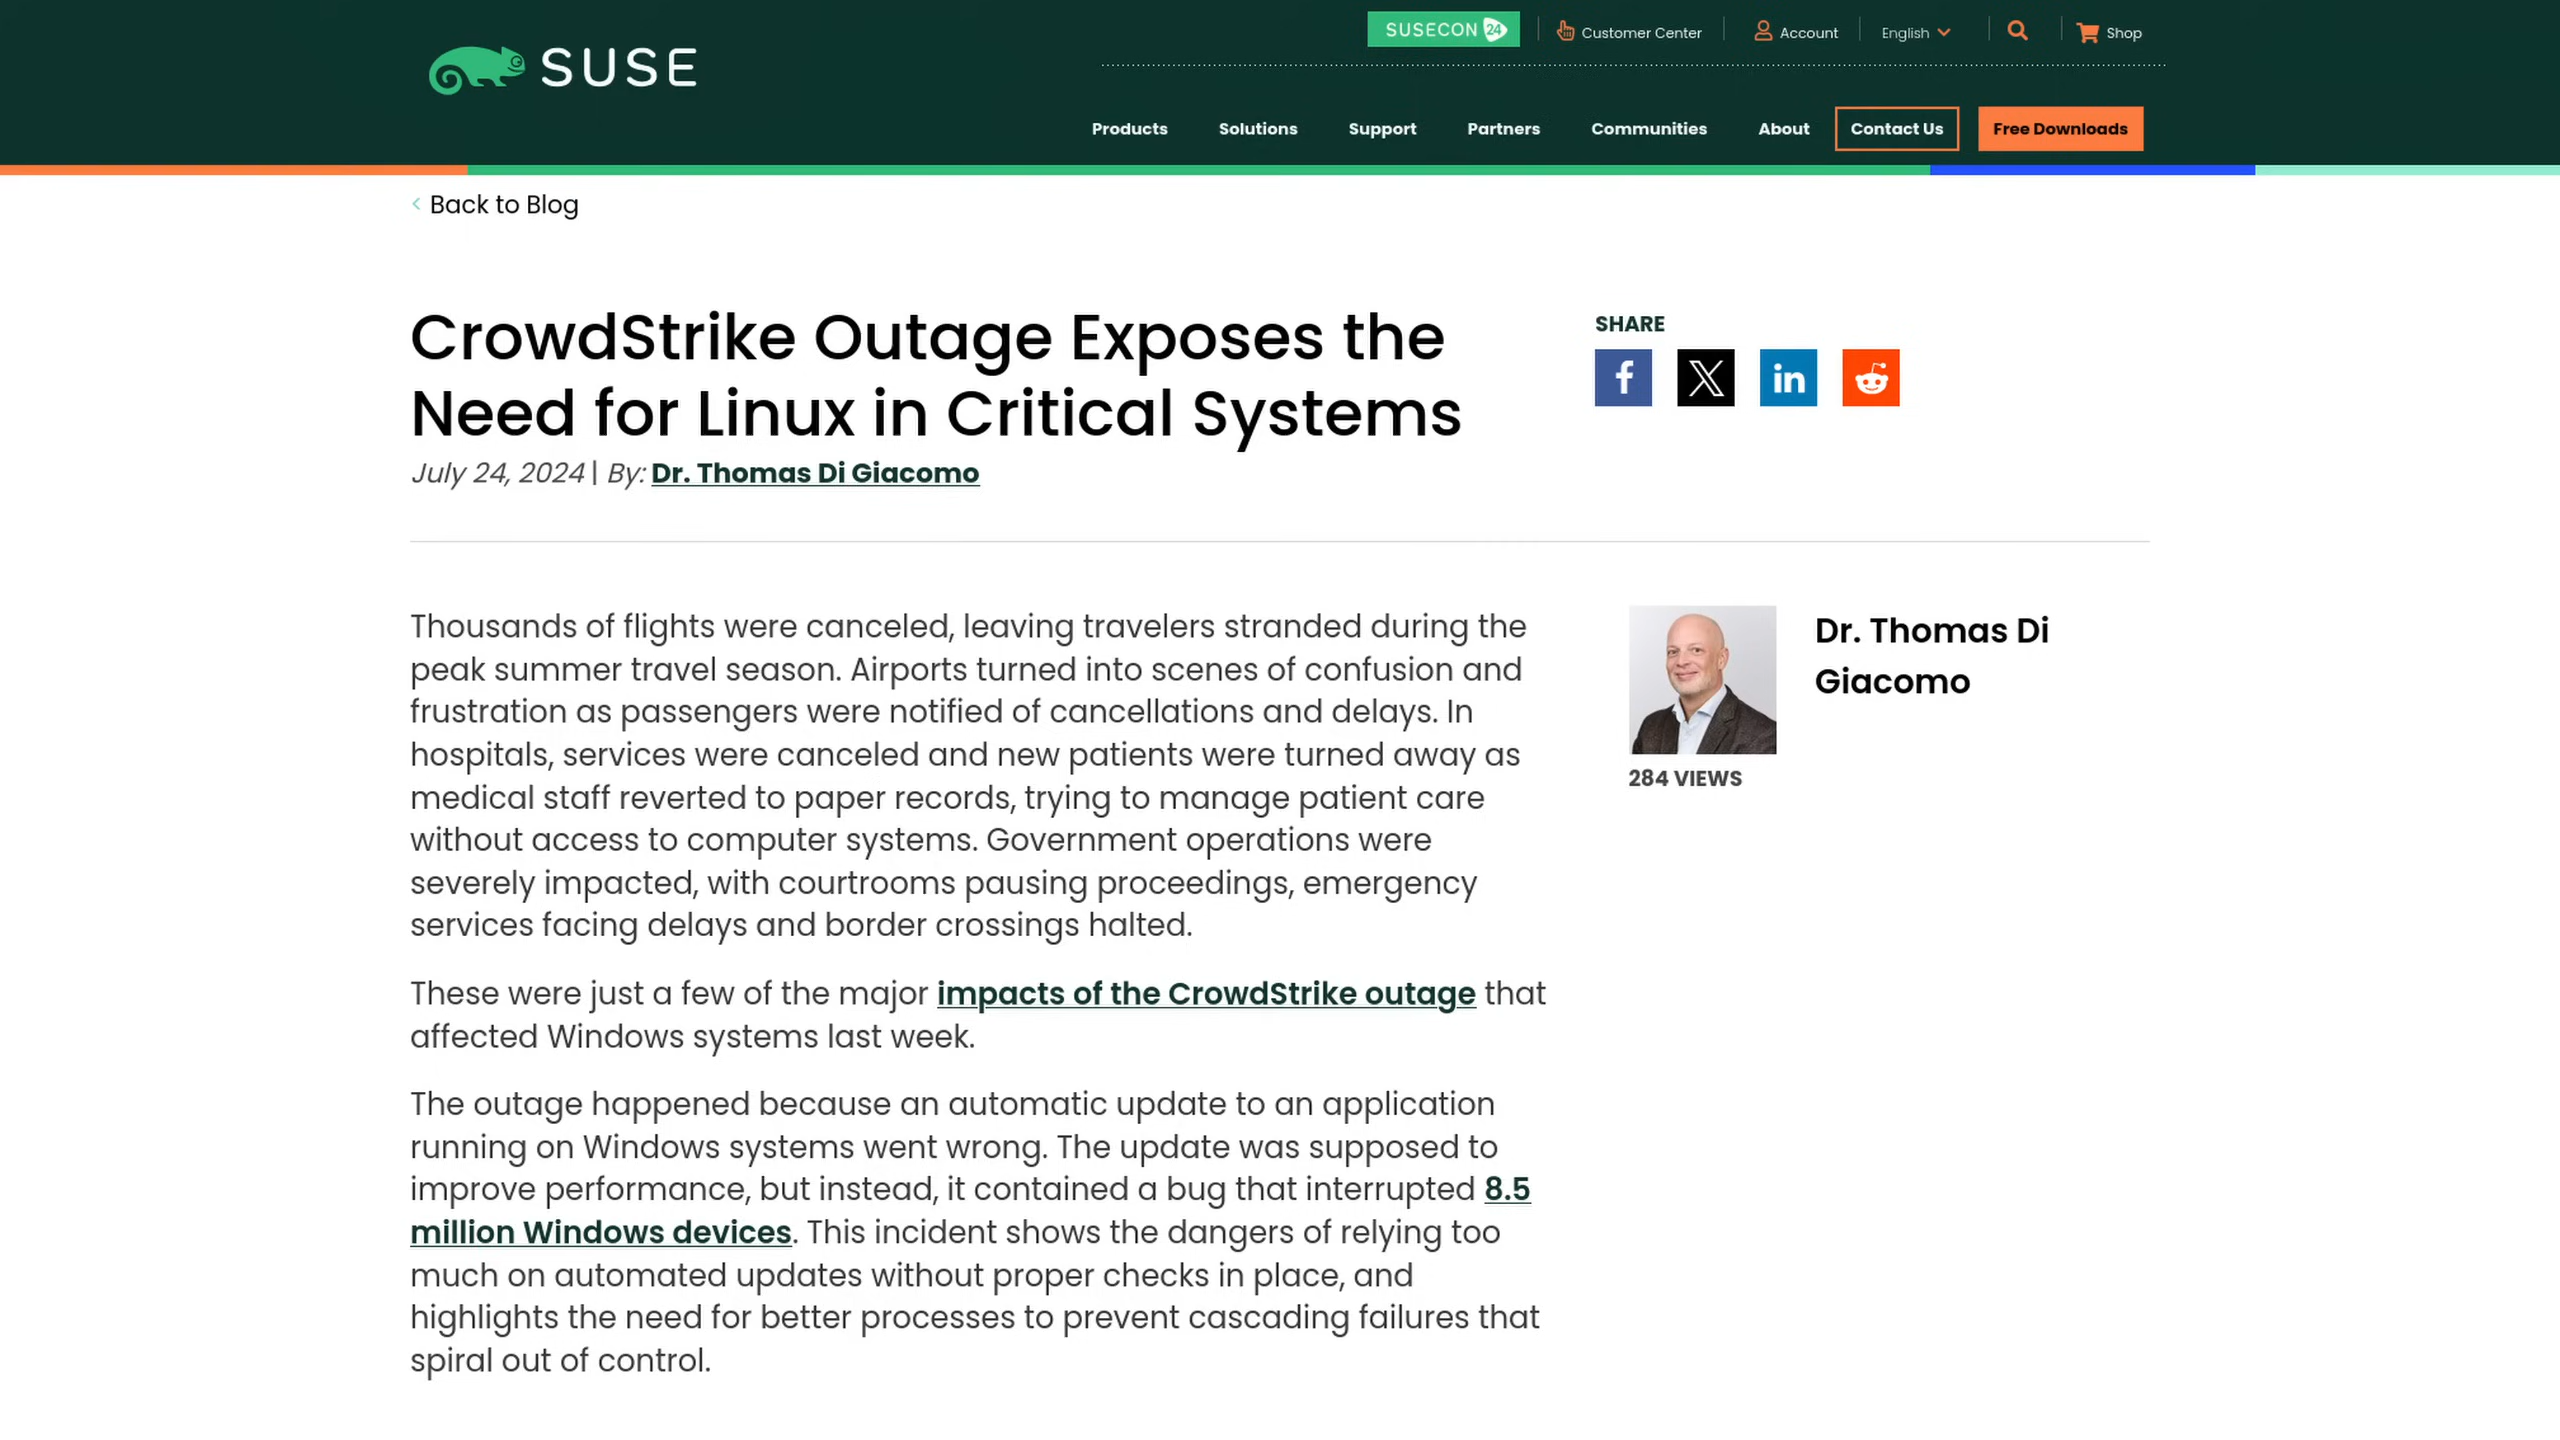 SUSECON 24
Customer Center
Account
English
Shop
SUSE
Products
Solutions
Support
Partners
Communities
About
Contact Us
Free Downloads
Back to Blog
CrowdStrike Outage Exposes the
Need for Linux in Critical Systems
July 24, 2024 | By: Dr. Thomas Di Giacomo
SHARE
Thousands of flights were canceled, leaving travelers stranded during the
peak summer travel season. Airports turned into scenes of confusion and
frustration as passengers were notified of cancellations and delays. In
hospitals, services were canceled and new patients were turned away as
medical staff reverted to paper records, trying to manage patient care
without access to computer systems. Government operations were
severely impacted, with courtrooms pausing proceedings, emergency
services facing delays and border crossings halted.
These were just a few of the major impacts of the CrowdStrike outage that
affected Windows systems last week.
The outage happened because an automatic update to an application
running on Windows systems went wrong. The update was supposed to
improve performance, but instead, it contained a bug that interrupted 8.5
million Windows devices. This incident shows the dangers of relying too
much on automated updates without proper checks in place, and
highlights the need for better processes to prevent cascading failures that
spiral out of control.
Dr. Thomas Di
Giacomo
284 VIEWS